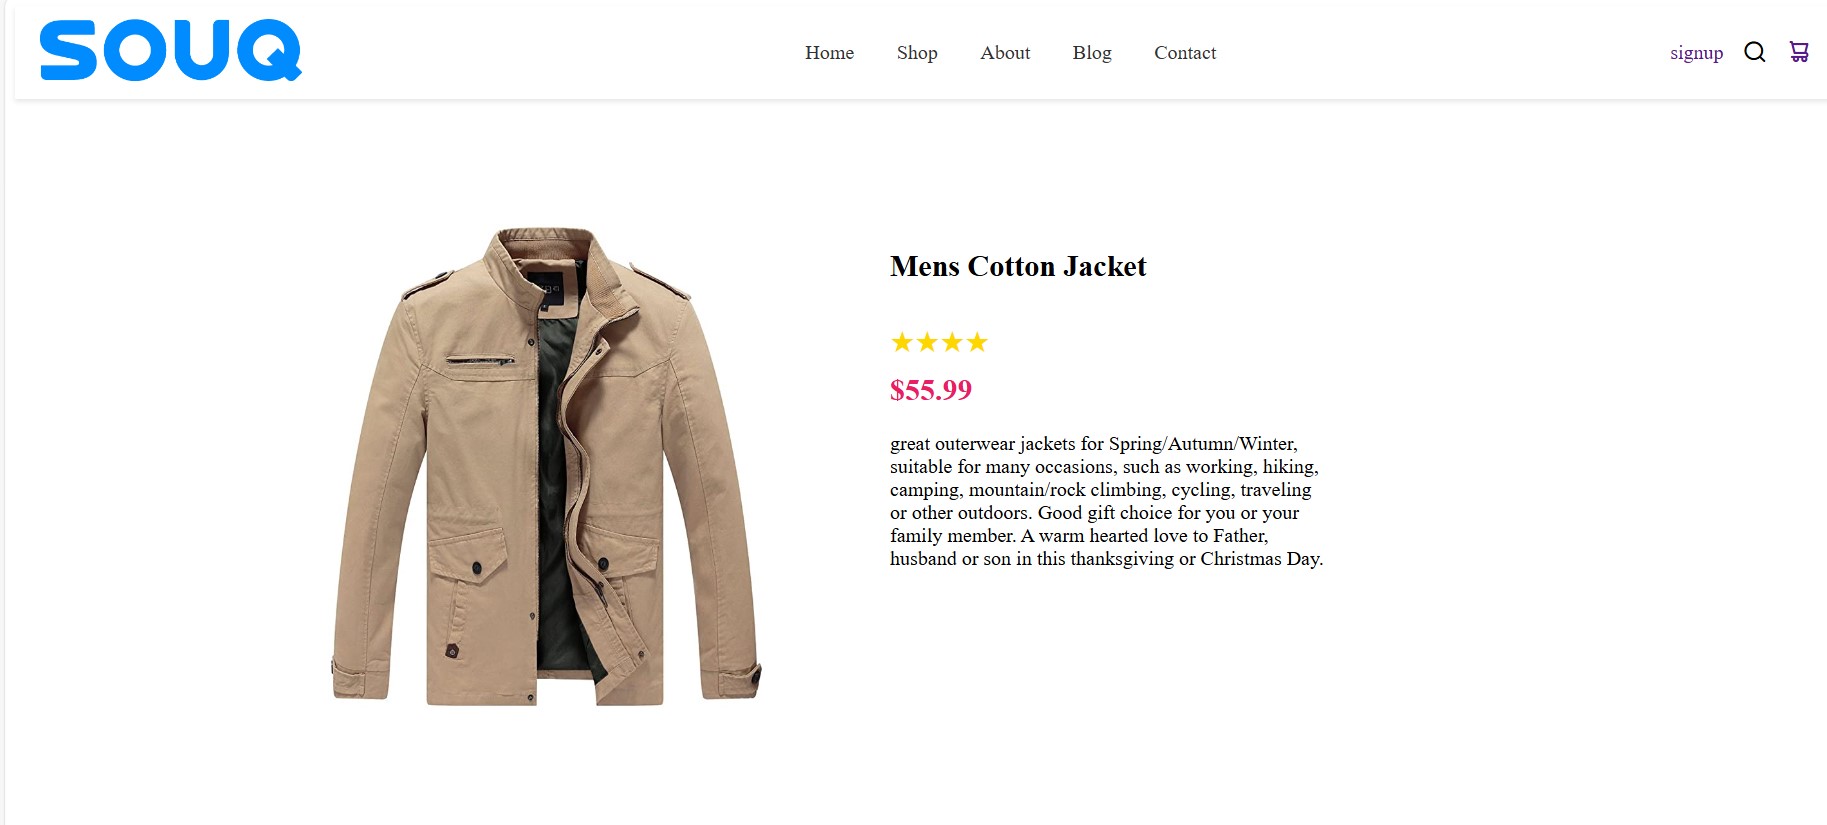 SOUQ
Home Shop About Blog Contact
signup
Mens Cotton Jacket
★★★★
$55.99
great outerwear jackets for Spring/Autumn/Winter,
suitable for many occasions, such as working, hiking,
camping, mountain/rock climbing, cycling, traveling
or other outdoors. Good gift choice for you or your
family member. A warm hearted love to Father,
husband or son in this thanksgiving or Christmas Day.